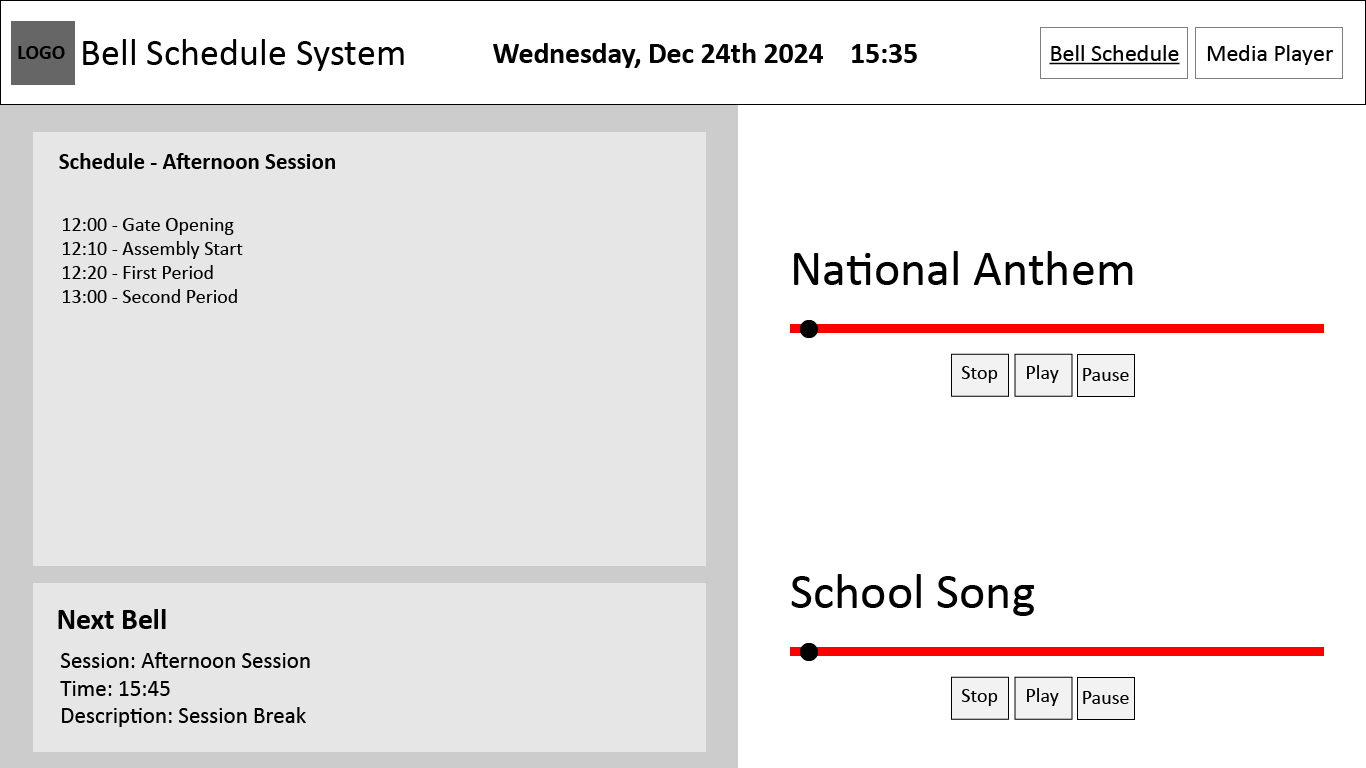 LOGO
Bell Schedule System
Wednesday, Dec 24th 2024 15:35
Bell Schedule
Media Player
Schedule - Afternoon Session
12:00 - Gate Opening
12:10 - Assembly Start
12:20 - First Period
13:00 - Second Period
Next Bell
Session: Afternoon Session
Time: 15:45
Description: Session Break
National Anthem
Stop
Play
Pause
School Song
Stop
Play
Pause